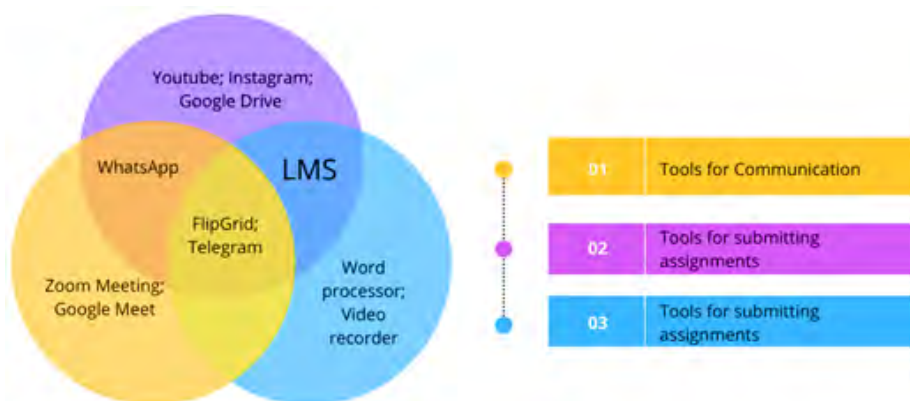 Youtube; Instagram;
Google Drive
WhatsApp
LMS
FlipGrid;
Telegram
Zoom Meeting;
Google Meet
Word
processor;
Video
recorder
01 Tools for Communication
02 Tools for submitting
assignments
03 Tools for submitting
assignments